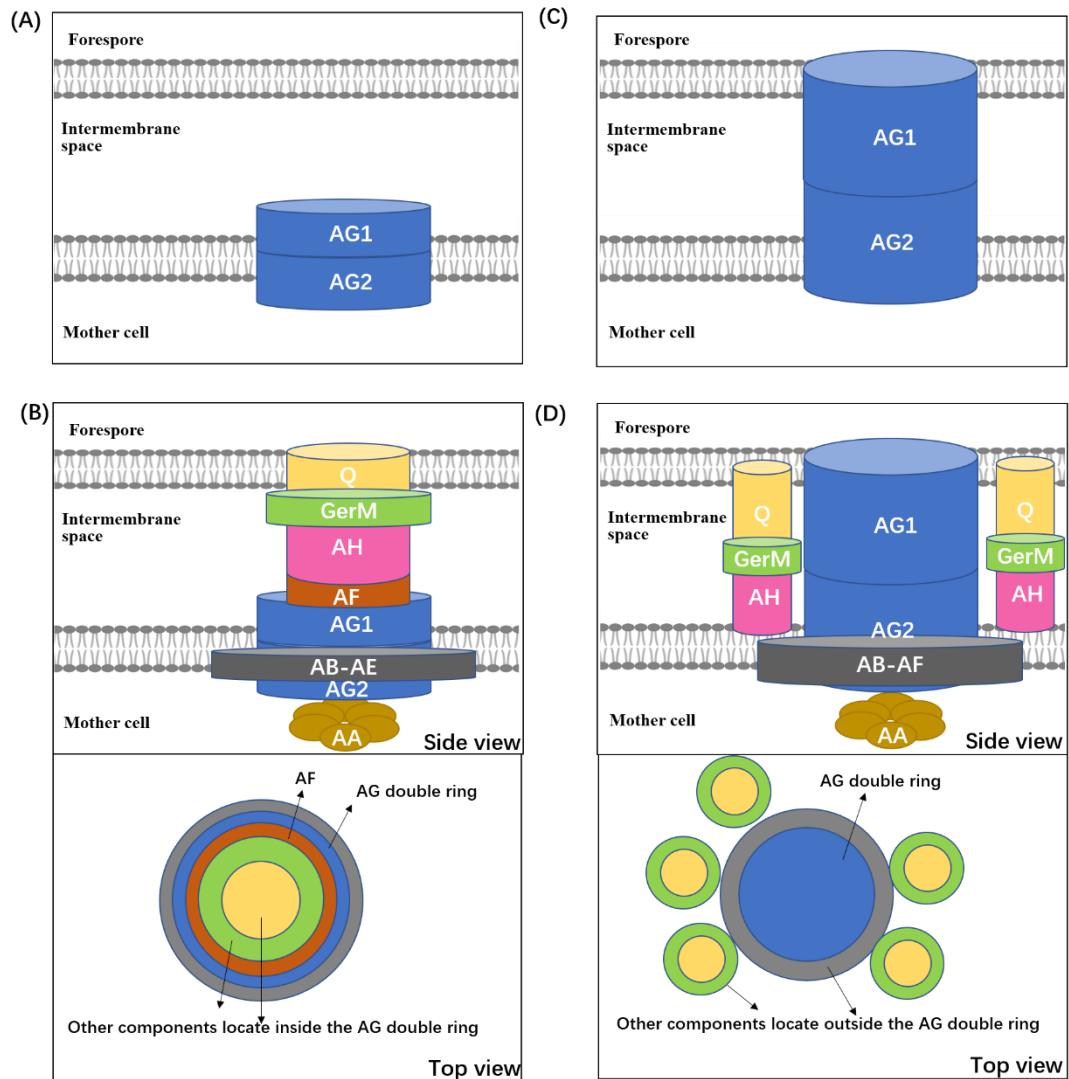 (A)
Forespore
Intermembrane
space
AG1
AG2
Mother cell
(C)
Forespore
Intermembrane
space
AG1
AG2
Mother cell
(B)
Forespore
Q
GerM
Intermembrane
space
AH
AF
AG1
AB-AE
AG2
Mother cell
AA
Side view
AF
AG double ring
Other components locate inside the AG double ring
Top view
(D)
Forespore
Intermembrane
space
Q
GerM
AH
AG1
AG2
Q
GerM
AH
AB-AF
Mother cell
AA
Side view
AG double ring
Other components locate outside the AG double ring
Top view